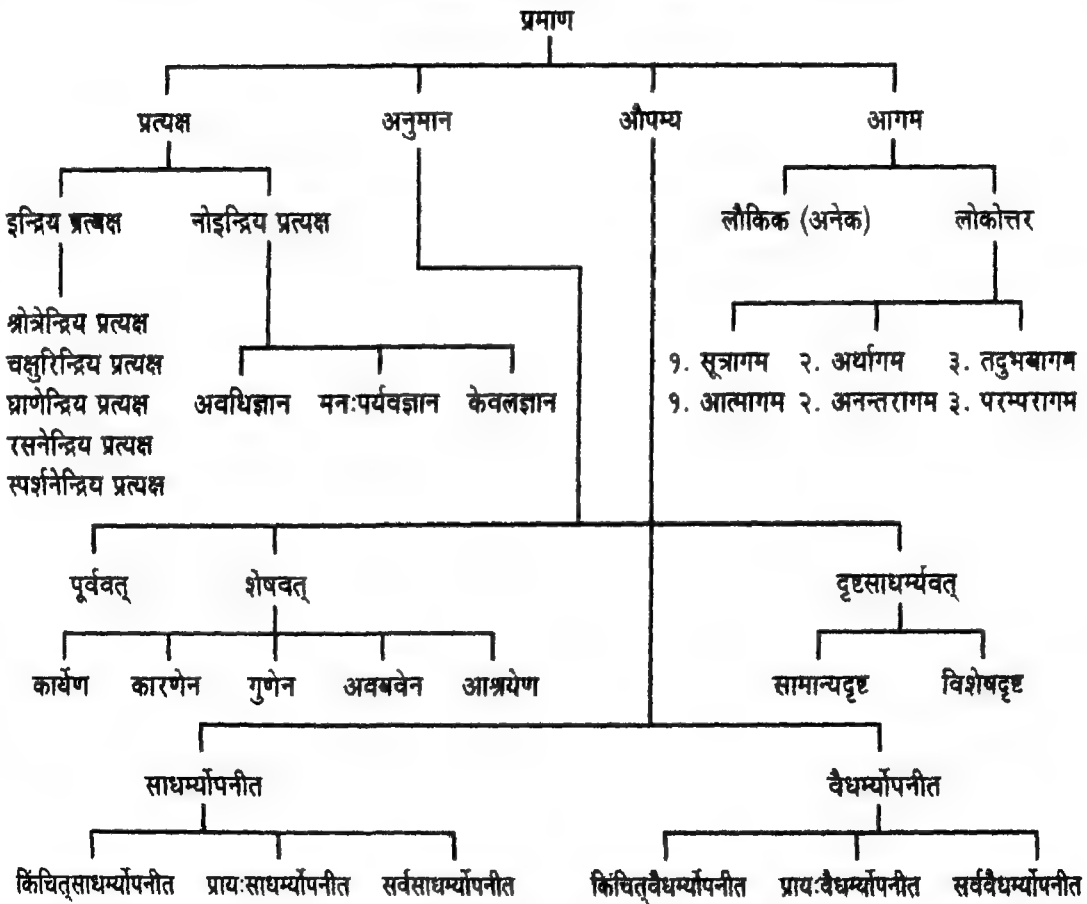 प्रमाण
प्रत्यक्ष अनुमान औपम्य आगम
इन्द्रिय प्रत्यक्ष नोइन्द्रिय प्रत्यक्ष लौकिक (अनेक) लोकोत्तर
श्रोत्रेन्द्रिय प्रत्यक्ष
चक्षुरिन्द्रिय प्रत्यक्ष
घ्राणेन्द्रिय प्रत्यक्ष
रसनेन्द्रिय प्रत्यक्ष
स्पर्शनेन्द्रिय प्रत्यक्ष
अवधिज्ञान मनःपर्यवज्ञान केवलज्ञान
१. सूत्रागम २. अर्थागम ३. तदुभयागम
१. आत्मागम २. अनन्तरागम ३. परम्परागम
पूर्ववत् शेषवत् दृष्टसाधर्म्यवत्
कार्येण कारणेन गुणेन अवयवेन आश्रयेण सामान्यदृष्ट विशेषदृष्ट
साधर्म्योपनीत वैधर्म्योपनीत
किंचित्साधर्म्योपनीत प्रायःसाधर्म्योपनीत सर्वसाधर्म्योपनीत किंचित्वैधर्म्योपनीत प्रायःवैधर्म्योपनीत सर्ववैधर्म्योपनीत